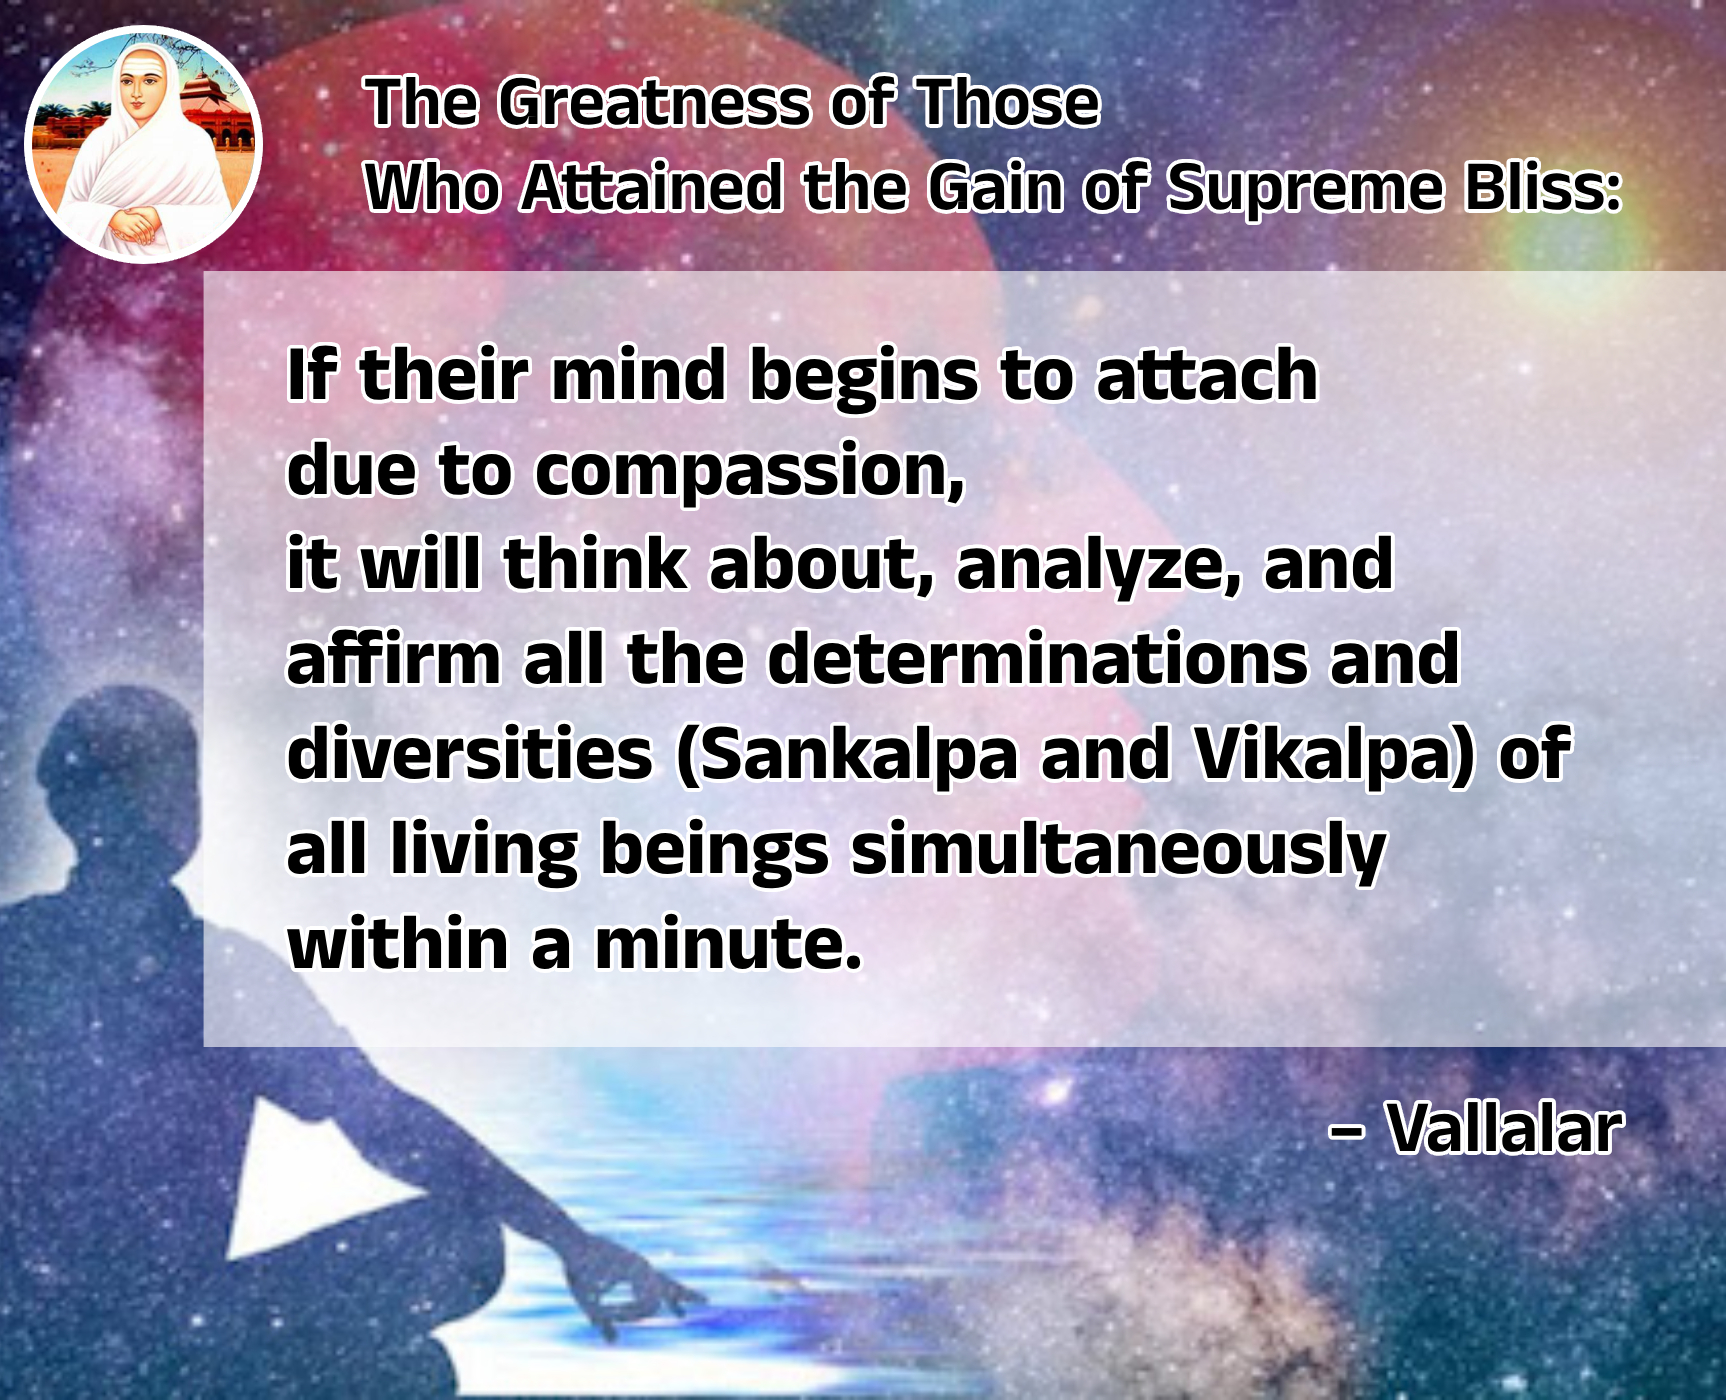 The Greatness of Those
Who Attained the Gain of Supreme Bliss:
If their mind begins to attach
due to compassion,
it will think about, analyze, and
affirm all the determinations and
diversities (Sankalpa and Vikalpa) of
all living beings simultaneously
within a minute.
– Vallalar